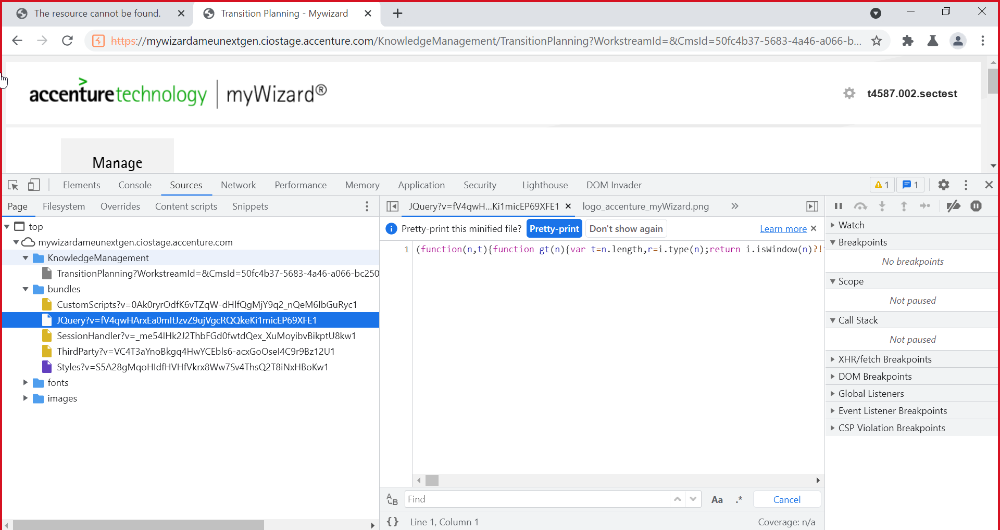 The resource cannot be found.
Transition Planning - Mywizard
https://mywizardameunextgen.ciostage.accenture.com/KnowledgeManagement/TransitionPlanning?WorkstreamId=&CmsId=50fc4b37-5683-4a46-a066-b...
accenturetechnology myWizard®
t4587.002.sectest
Manage
Elements Console Sources Network Performance Memory Application Security Lighthouse DOM Invader 1 1
Page Filesystem Overrides Content scripts Snippets
JQuery?v=fV4qwH...Ki1micEP69XFE1 logo_accenture_myWizard.png
top
mywizardameunextgen.ciostage.accenture.com
KnowledgeManagement
TransitionPlanning?WorkstreamId=&CmsId=50fc4b37-5683-4a46-a066-bc250
bundles
CustomScripts?v=0Ak0ryrOdfK6vTZqW-dHlfQgMjY9q2_nQeM6IbGuRyc1
JQuery?v=fV4qwHArxEa0mItJzvZ9ujVgcRQQkeKi1micEP69XFE1
SessionHandler?v=_me54IHk2J2ThbFGd0fwtdQex_XuMoyibvBikptU8kw1
ThirdParty?v=VC4T3aYnoBkgq4HwYCEbls6-acxGoOseI4C9r9Bz12U1
Styles?v=S5A28gMqoHIdfHVHfVkrx8Ww7Sv4ThsQ2T8iNxHBoKw1
fonts
images
Pretty-print this minified file? Pretty-print Don't show again Learn more
1 (function(n,t){function gt(n){var t=n.length,r=i.type(n);return i.isWindow(n)?!
Find Aa .* Cancel
{} Line 1, Column 1 Coverage: n/a
Watch
Breakpoints
No breakpoints
Scope
Not paused
Call Stack
Not paused
XHR/fetch Breakpoints
DOM Breakpoints
Global Listeners
Event Listener Breakpoints
CSP Violation Breakpoints